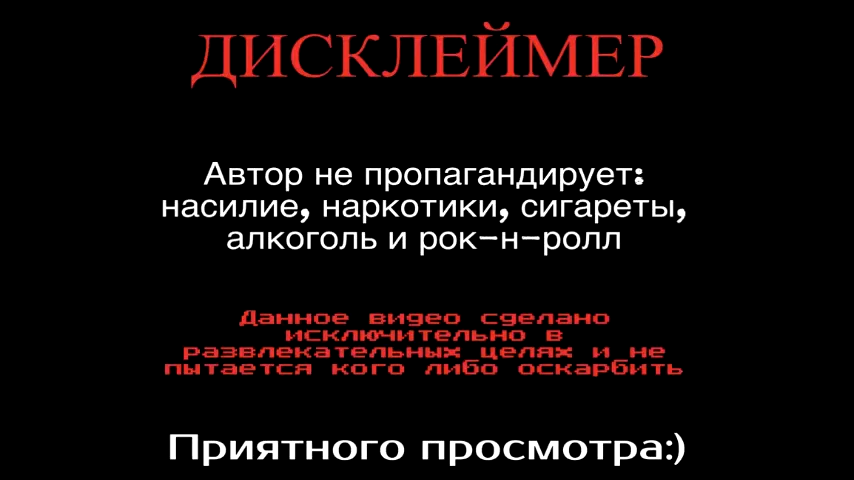 ДИСКЛЕЙМЕР
Автор не пропагандирует:
насилие, наркотики, сигареты,
алкоголь и рок-н-ролл
Данное видео сделано
исключительно в
развлекательных целях и не
пытается кого либо оскарбить
Приятного просмотра:)